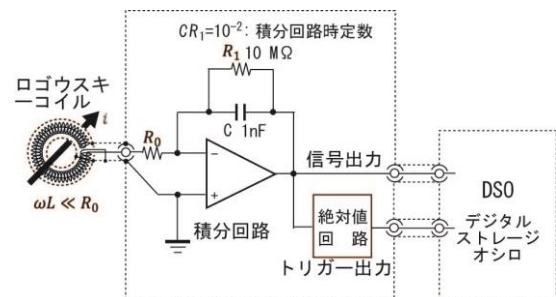 CR₁=10⁻²: 積分回路時定数
R₁ 10 MΩ
ロゴウスキ
ーコイル
i
R₀
C 1nF
−
+
ωL ≪ R₀
積分回路
信号出力
絶対値
回 路
トリガー出力
DSO
デジタル
ストレージ
オシロ